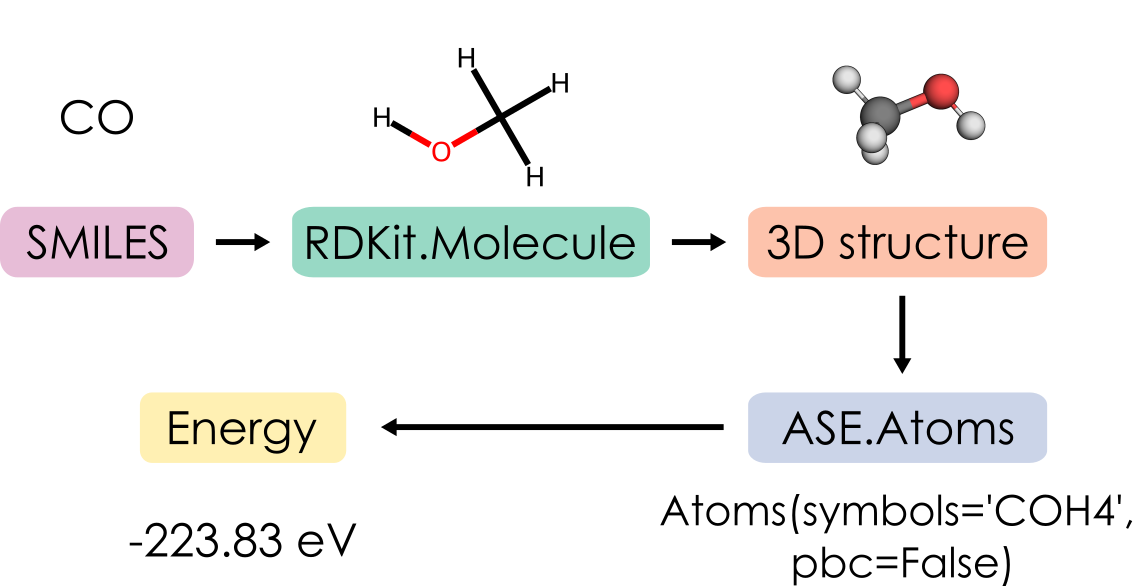 CO
H
H
H
O
H
SMILES
RDKit.Molecule
3D structure
Energy
ASE.Atoms
-223.83 eV
Atoms(symbols='COH4',
pbc=False)